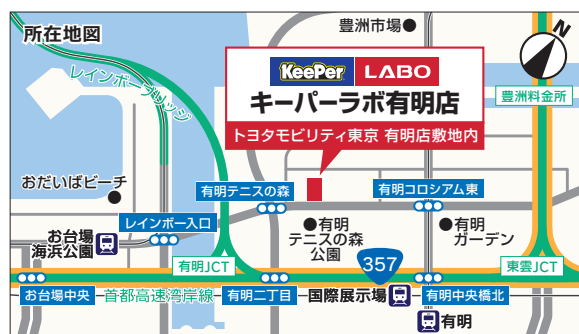 所在地図
豊洲市場
N
レインボーブリッジ
KeePer LABO
キーパーラボ有明店
トヨタモビリティ東京 有明店敷地内
豊洲料金所
おだいばビーチ
有明テニスの森
有明コロシアム東
レインボー入口
お台場
海浜公園
有明
テニスの森
公園
有明
ガーデン
有明JCT
357
東雲JCT
お台場中央
首都高速湾岸線
有明二丁目
国際展示場
有明中央橋北
有明